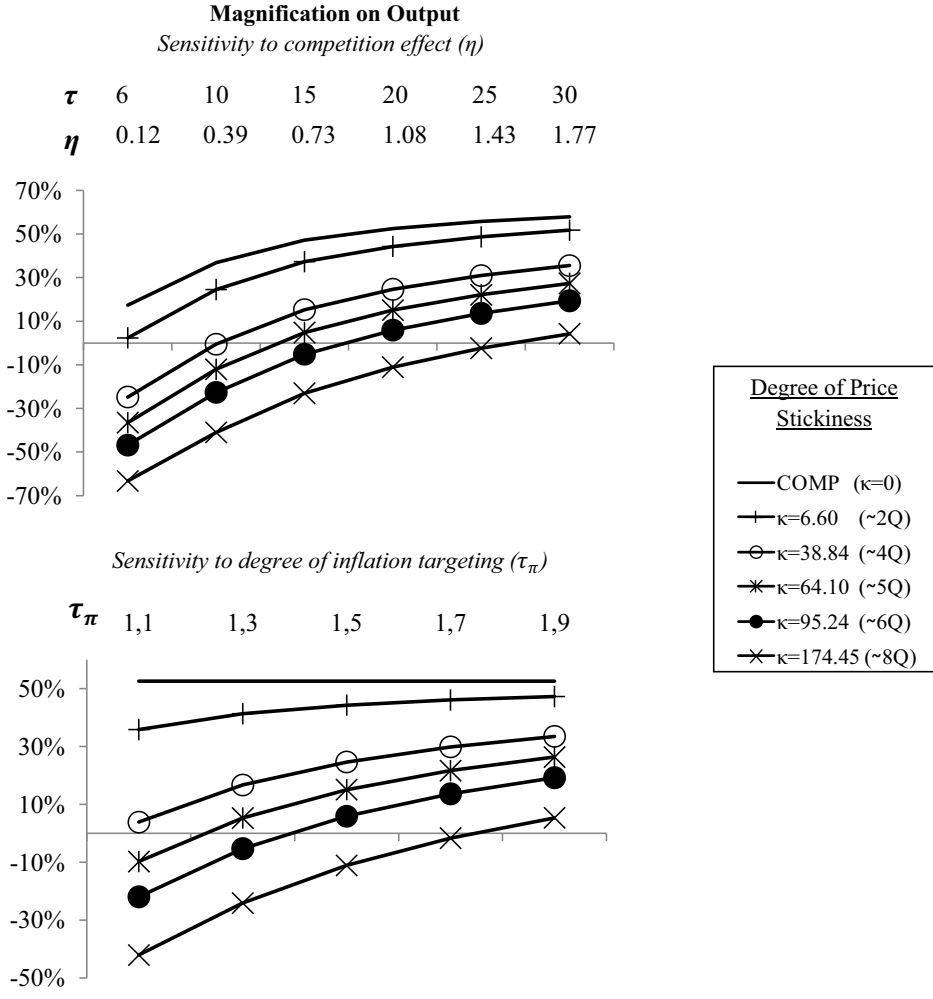 Magnification on Output
Sensitivity to competition effect (η)
τ 6 10 15 20 25 30
η 0.12 0.39 0.73 1.08 1.43 1.77
70%
50%
30%
10%
-10%
-30%
-50%
-70%
Degree of Price
Stickiness
COMP (κ=0)
κ=6.60 (~2Q)
κ=38.84 (~4Q)
κ=64.10 (~5Q)
κ=95.24 (~6Q)
κ=174.45 (~8Q)
Sensitivity to degree of inflation targeting (τπ)
τπ 1,1 1,3 1,5 1,7 1,9
50%
30%
10%
-10%
-30%
-50%